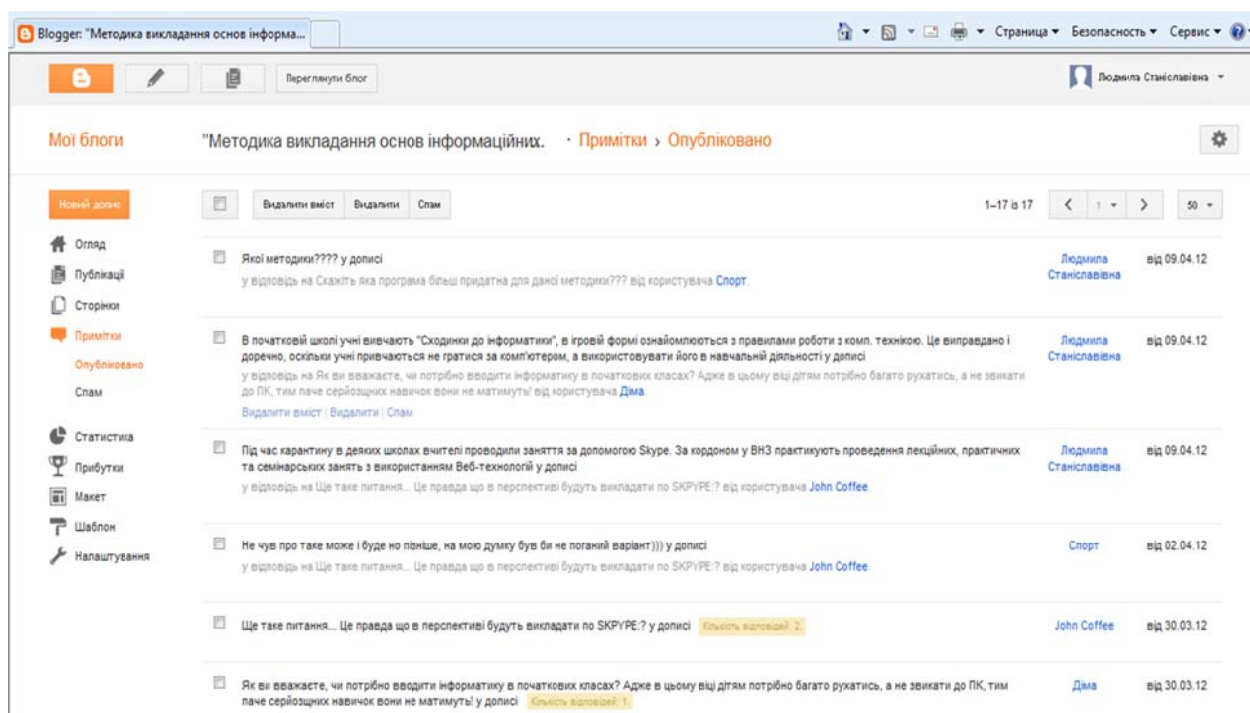 Blogger: "Методика викладання основ інформа...
Страница Безопасность Сервис
Переглянути блог
Людмила Станіславівна
Мої блоги
"Методика викладання основ інформаційних. · Примітки › Опубліковано
Новий допис
Видалити вміст Видалити Спам
1–17 із 17
1
50
Огляд
Публікації
Сторінки
Примітки
Опубліковано
Спам
Статистика
Прибутки
Макет
Шаблон
Налаштування
Якої методики???? у дописі
у відповідь на Скажіть яка програма більш придатна для даної методики??? від користувача Спорт.
Людмила
Станіславівна
від 09.04.12
В початковій школі учні вивчають "Сходинки до інформатики", в ігровій формі ознайомлюються з правилами роботи з комп. технікою. Це виправдано і
доречно, оскільки учні привчаються не гратися за комп'ютером, а використовувати його в навчальній діяльності у дописі
у відповідь на Як ви вважаєте, чи потрібно вводити інформатику в початкових класах? Адже в цьому віці дітям потрібно багато рухатись, а не звикати
до ПК, тим паче серйозщних навичок вони не матимуть! від користувача Діма.
Видалити вміст | Видалити | Спам
Людмила
Станіславівна
від 09.04.12
Під час карантину в деяких школах вчителі проводили заняття за допомогою Skype. За кордоном у ВНЗ практикують проведення лекційних, практичних
та семінарських занять з використанням Веб-технологій у дописі
у відповідь на Ще таке питання... Це правда що в перспективі будуть викладати по SKPYPE:? від користувача John Coffee.
Людмила
Станіславівна
від 09.04.12
Не чув про таке може і буде но пізніше, на мою думку був би не поганий варіант))) у дописі
у відповідь на Ще таке питання... Це правда що в перспективі будуть викладати по SKPYPE:? від користувача John Coffee.
Спорт
від 02.04.12
Ще таке питання... Це правда що в перспективі будуть викладати по SKPYPE:? у дописі Кількість відповідей: 2.
John Coffee
від 30.03.12
Як ви вважаєте, чи потрібно вводити інформатику в початкових класах? Адже в цьому віці дітям потрібно багато рухатись, а не звикати до ПК, тим
паче серйозщних навичок вони не матимуть! у дописі Кількість відповідей: 1.
Діма
від 30.03.12